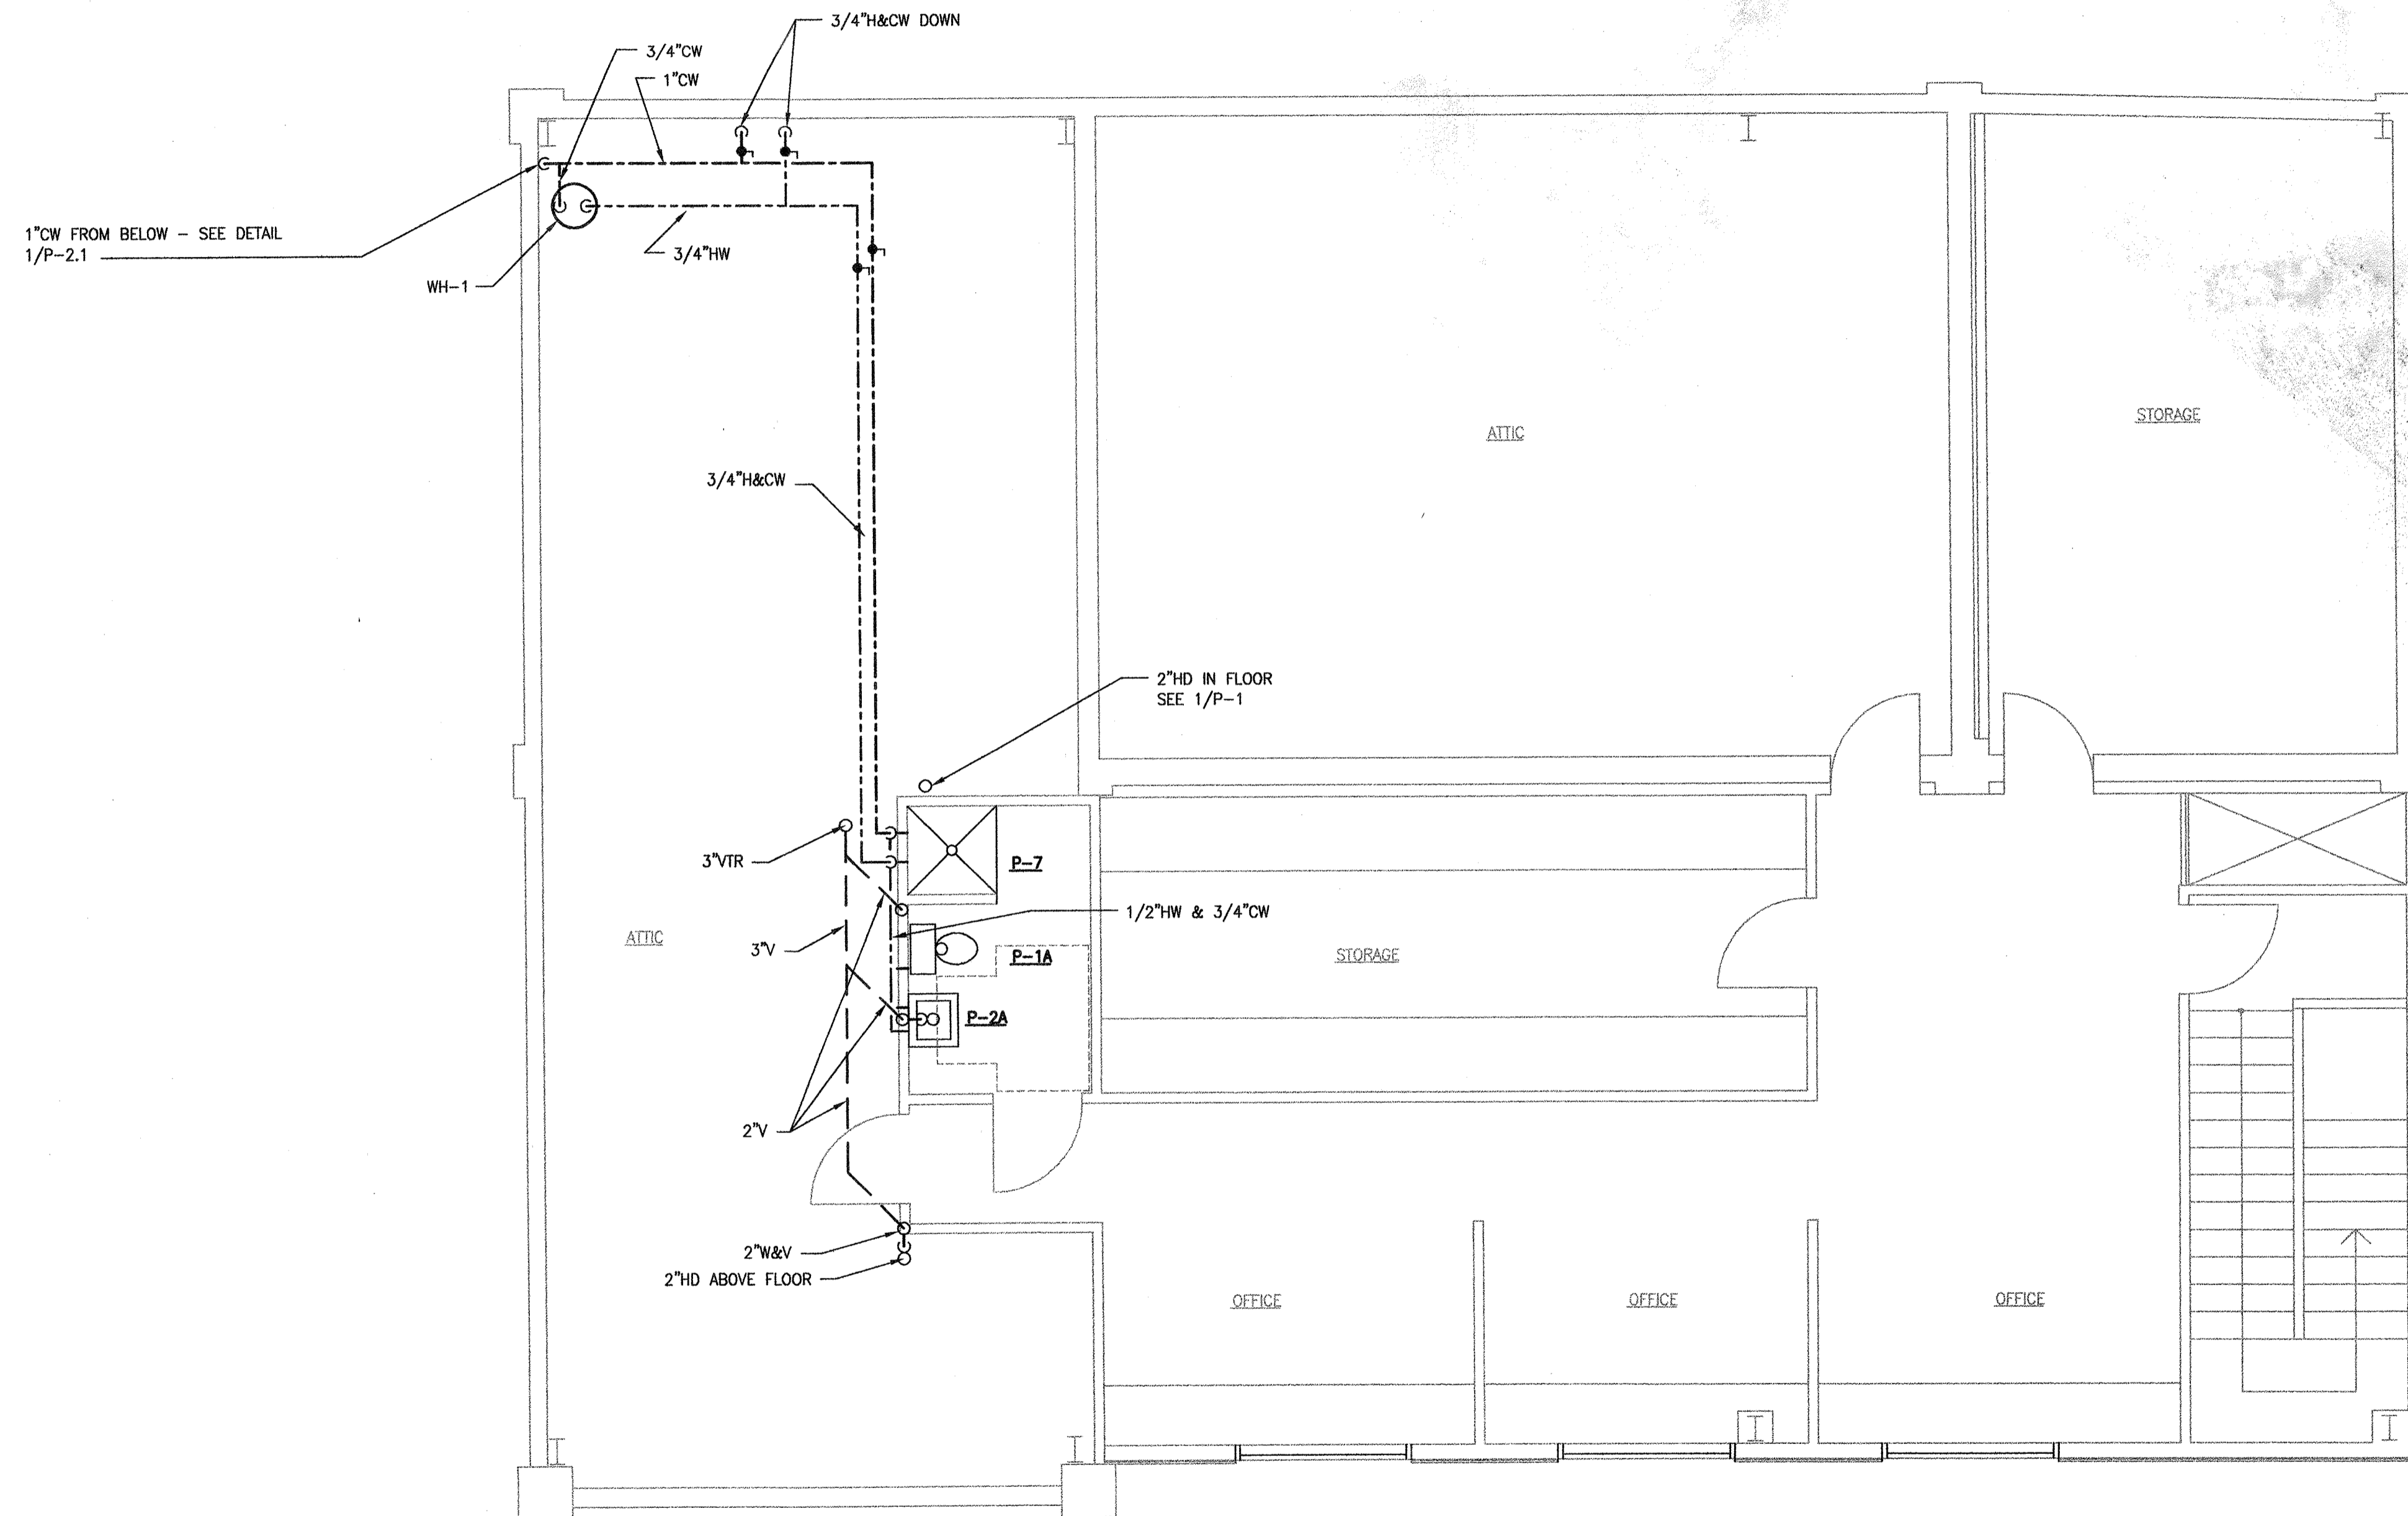 3/4"H&CW DOWN
3/4"CW
1"CW
1"CW FROM BELOW - SEE DETAIL
1/P-2.1
3/4"HW
WH-1
ATTIC
STORAGE
3/4"H&CW
2"HD IN FLOOR
SEE 1/P-1
3"VTR
P-7
1/2"HW & 3/4"CW
ATTIC
3"V
P-1A
STORAGE
P-2A
2"V
2"W&V
2"HD ABOVE FLOOR
OFFICE
OFFICE
OFFICE